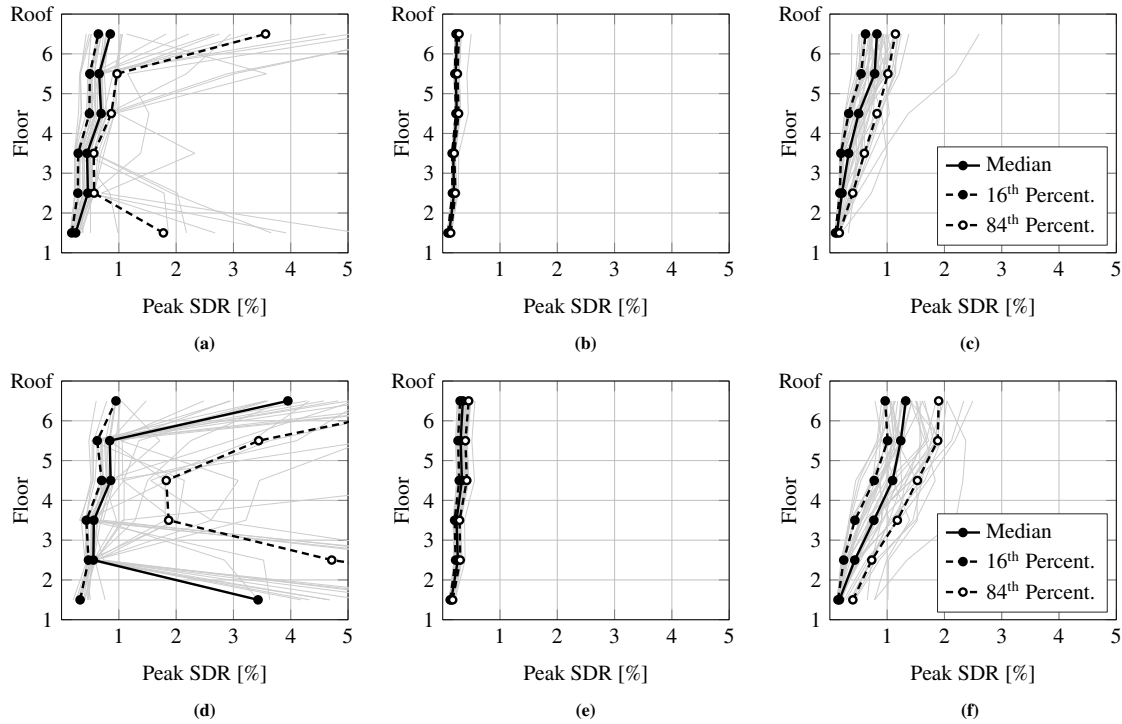 Roof
6
5
4
3
2
1
Floor
1 2 3 4 5
Peak SDR [%]
(a)
Roof
6
5
4
3
2
1
Floor
1 2 3 4 5
Peak SDR [%]
(b)
Roof
6
5
4
3
2
1
Floor
Median
16th Percent.
84th Percent.
1 2 3 4 5
Peak SDR [%]
(c)
Roof
6
5
4
3
2
1
Floor
1 2 3 4 5
Peak SDR [%]
(d)
Roof
6
5
4
3
2
1
Floor
1 2 3 4 5
Peak SDR [%]
(e)
Roof
6
5
4
3
2
1
Floor
Median
16th Percent.
84th Percent.
1 2 3 4 5
Peak SDR [%]
(f)